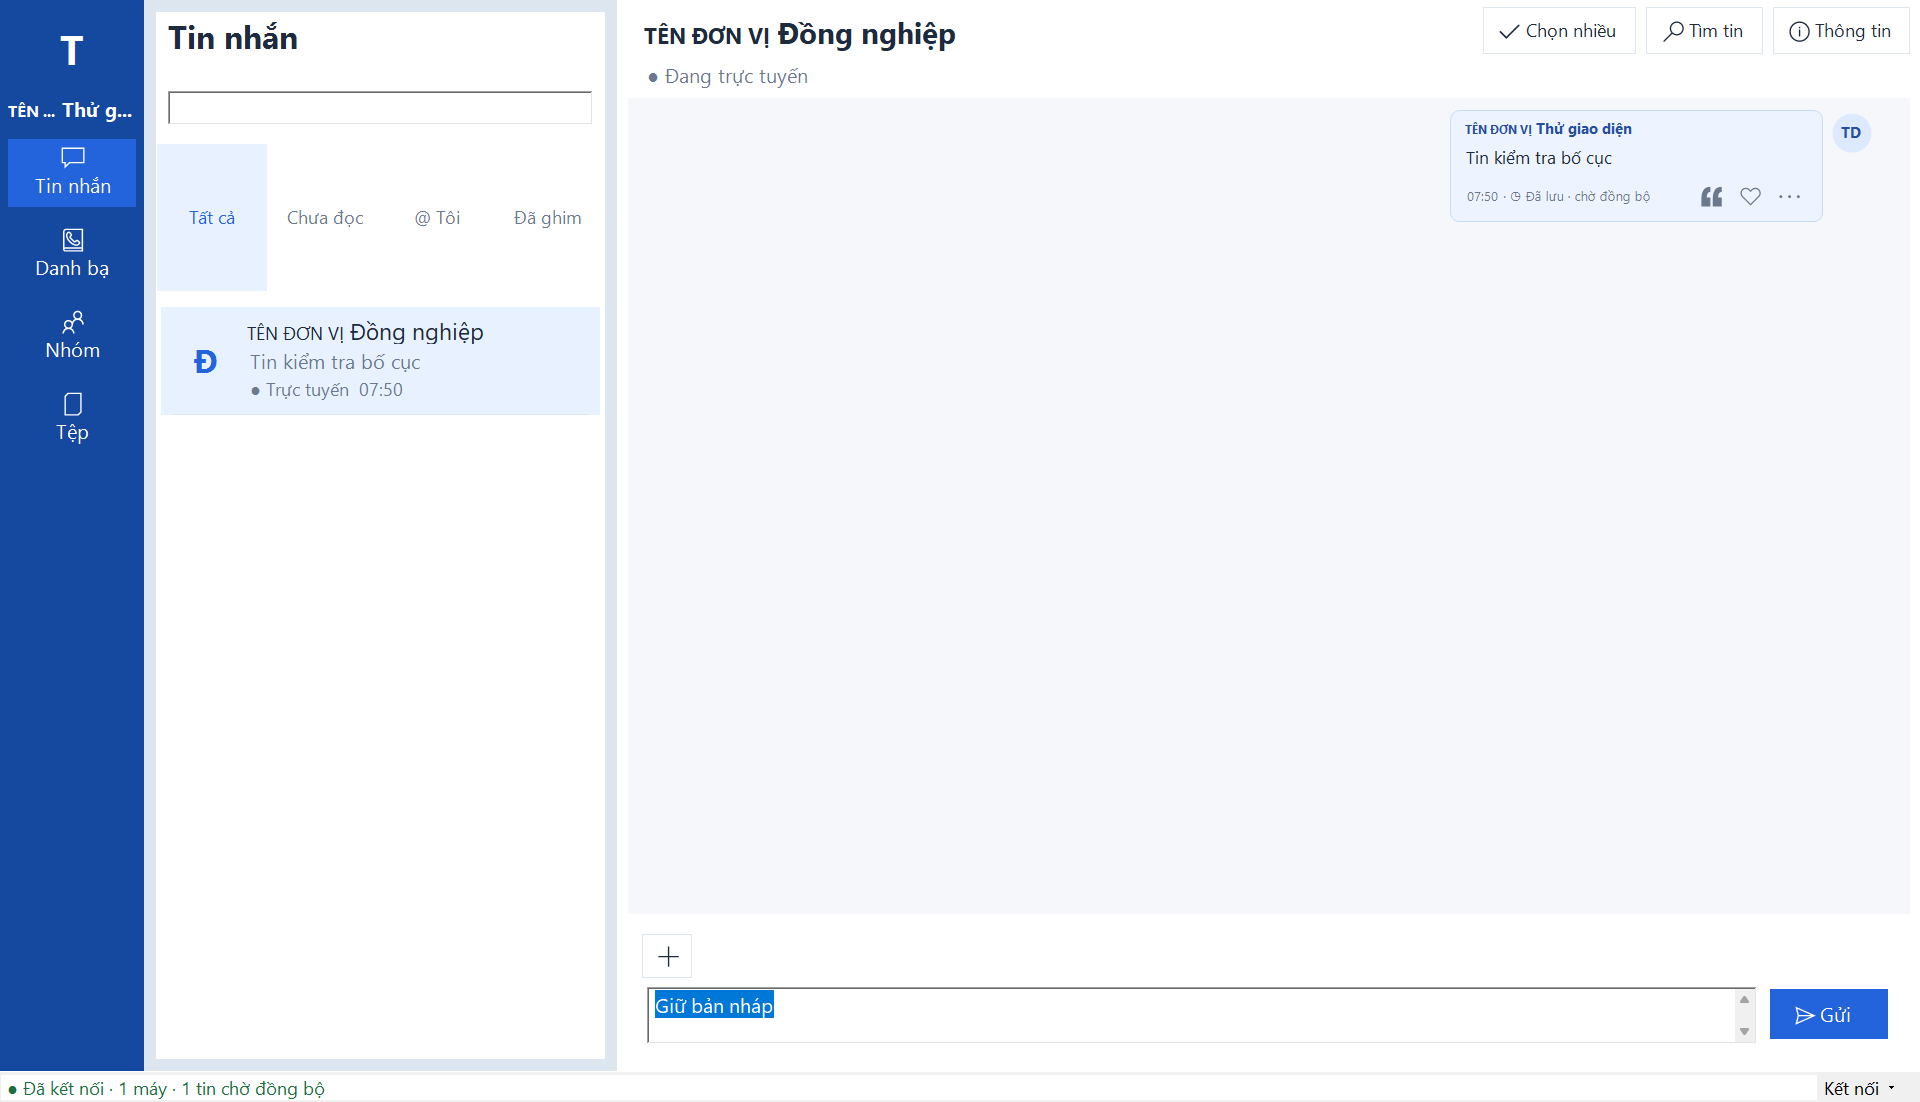 T
TÊN ... Thử g...
Tin nhắn
Danh bạ
Nhóm
Tệp
Tin nhắn
Tất cả
Chưa đọc
@ Tôi
Đã ghim
Đ
TÊN ĐƠN VỊ Đồng nghiệp
Tin kiểm tra bố cục
● Trực tuyến 07:50
TÊN ĐƠN VỊ Đồng nghiệp
● Đang trực tuyến
Chọn nhiều
Tìm tin
Thông tin
TÊN ĐƠN VỊ Thử giao diện
TD
Tin kiểm tra bố cục
07:50 · ◷ Đã lưu · chờ đồng bộ
Giữ bản nháp
Gửi
● Đã kết nối · 1 máy · 1 tin chờ đồng bộ
Kết nối